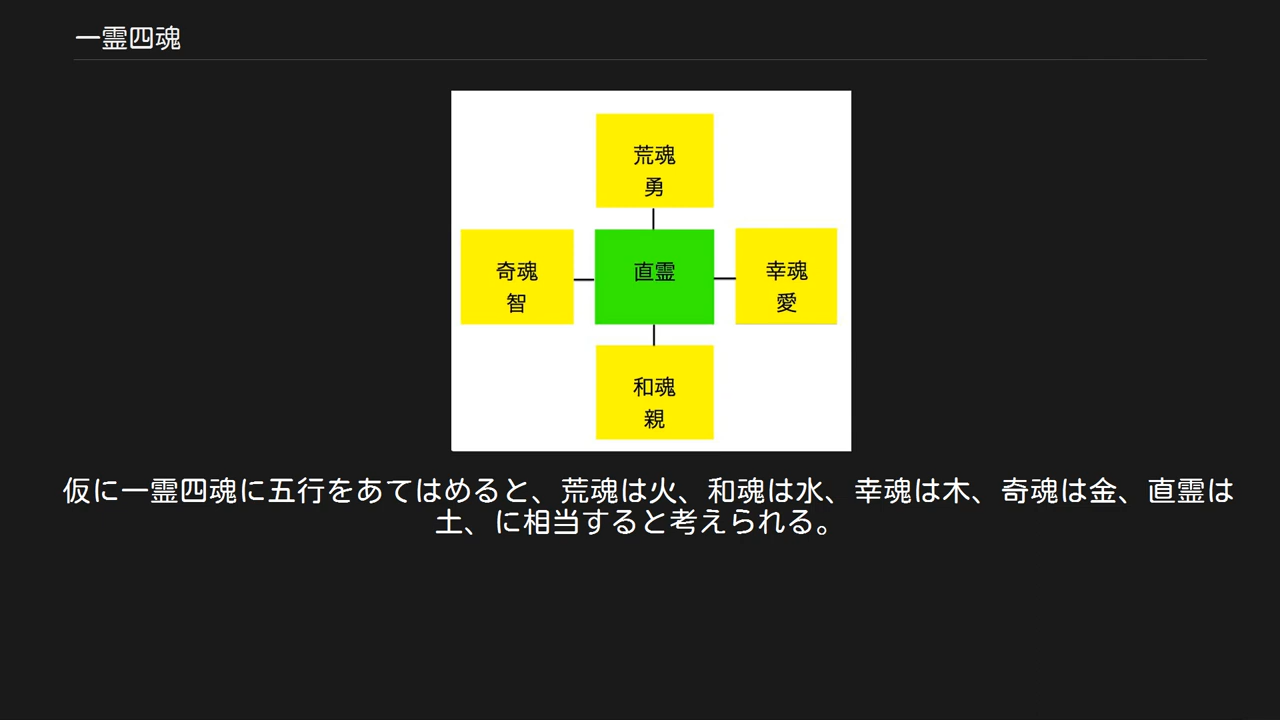 一霊四魂
荒魂
勇
奇魂
智
直霊
幸魂
愛
和魂
親
仮に一霊四魂に五行をあてはめると、荒魂は火、和魂は水、幸魂は木、奇魂は金、直霊は
土、に相当すると考えられる。